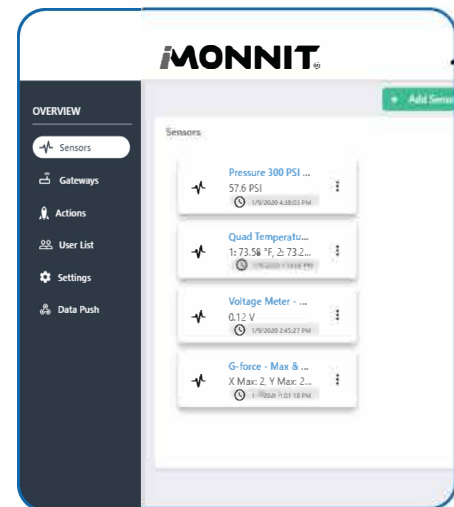 iMONNIT®
OVERVIEW
+ Add Sensor
Sensors
Sensors
Gateways
Actions
User List
Settings
Data Push
Pressure 300 PSI ...
57.6 PSI
1/9/2020 4:38:03 PM
Quad Temperatu...
1: 73.58 °F, 2: 73.2...
Voltage Meter - ...
0.12 V
1/9/2020 2:45:27 PM
G-force - Max & ...
X Max: 2, Y Max: 2...